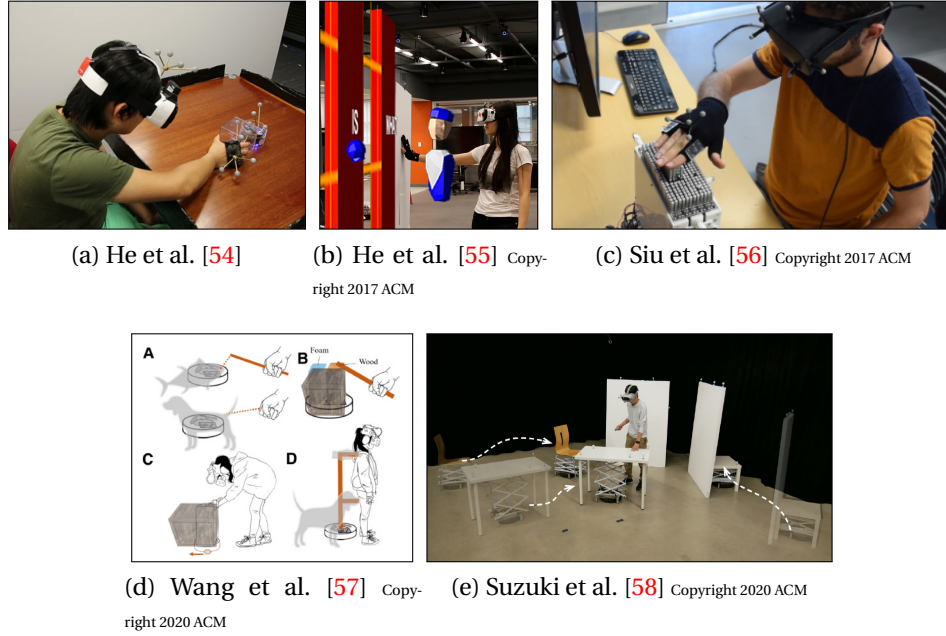 IS
(a) He et al. [54]
(b) He et al. [55] Copy-
right 2017 ACM
(c) Siu et al. [56] Copyright 2017 ACM
A
B
Foam
Wood
C
D
(d) Wang et al. [57] Copy-
right 2020 ACM
(e) Suzuki et al. [58] Copyright 2020 ACM